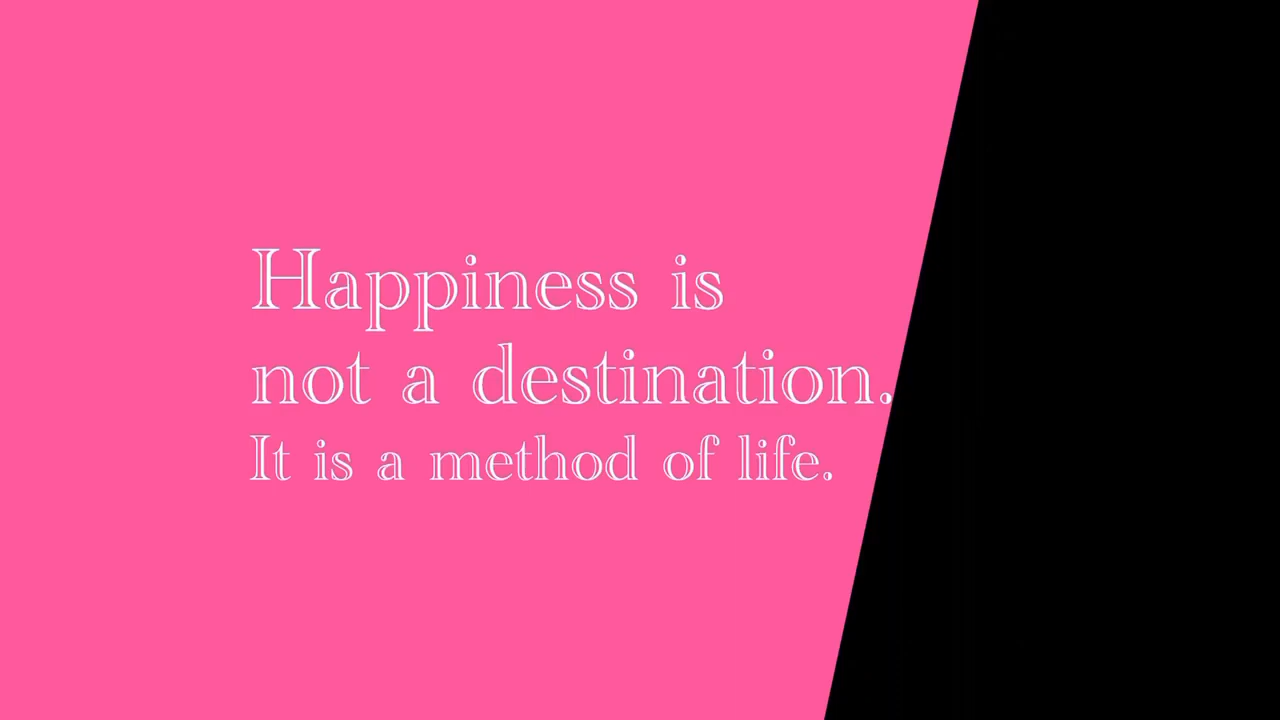 Happiness is
not a destination.
It is a method of life.